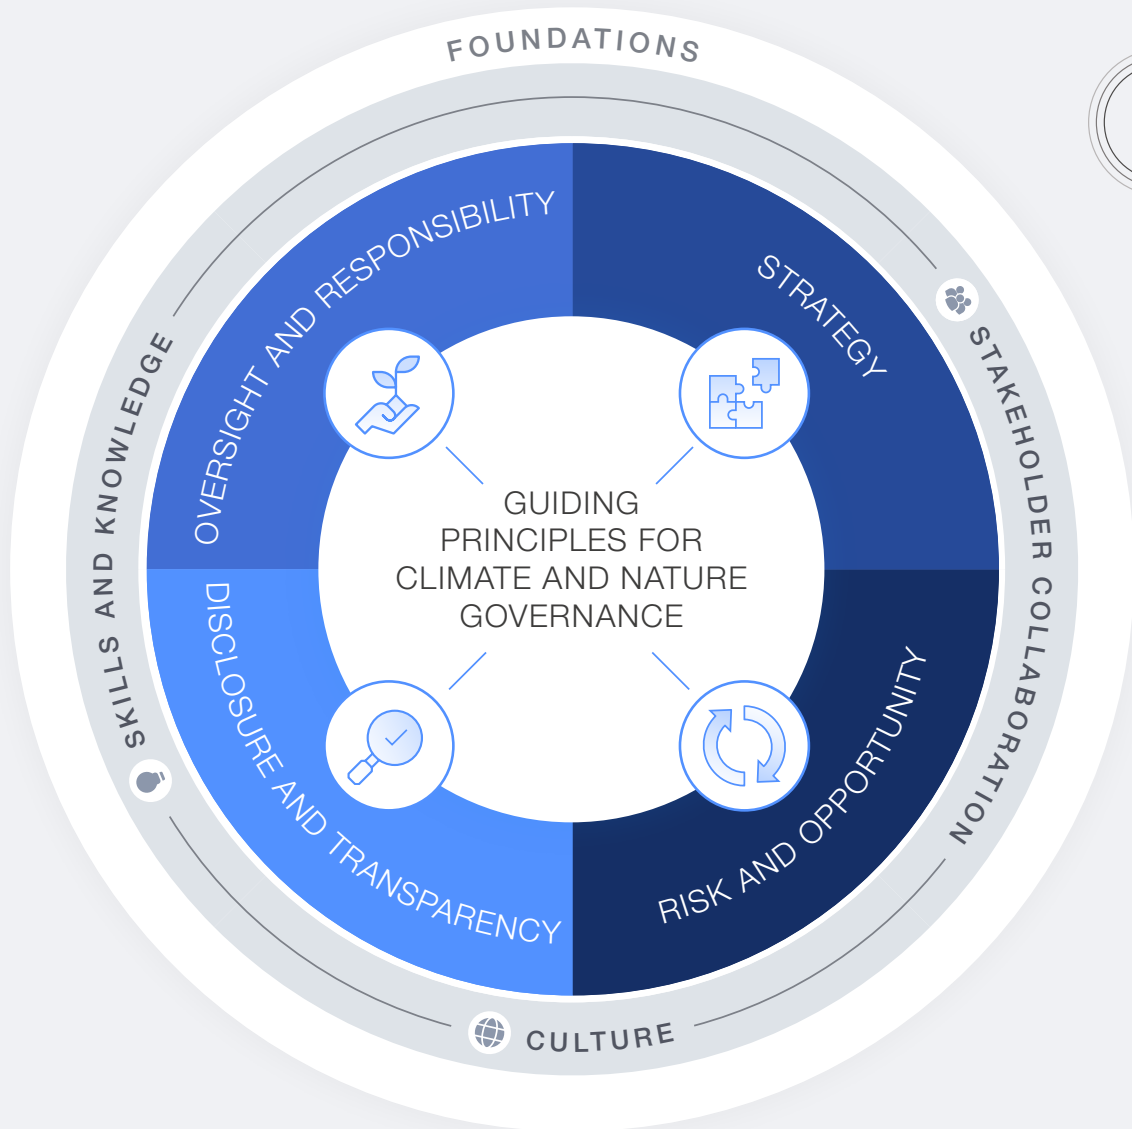 FOUNDATIONS
OVERSIGHT AND RESPONSIBILITY
STRATEGY
SKILLS AND KNOWLEDGE
STAKEHOLDER COLLABORATION
GUIDING
PRINCIPLES FOR
CLIMATE AND NATURE
GOVERNANCE
DISCLOSURE AND TRANSPARENCY
RISK AND OPPORTUNITY
CULTURE